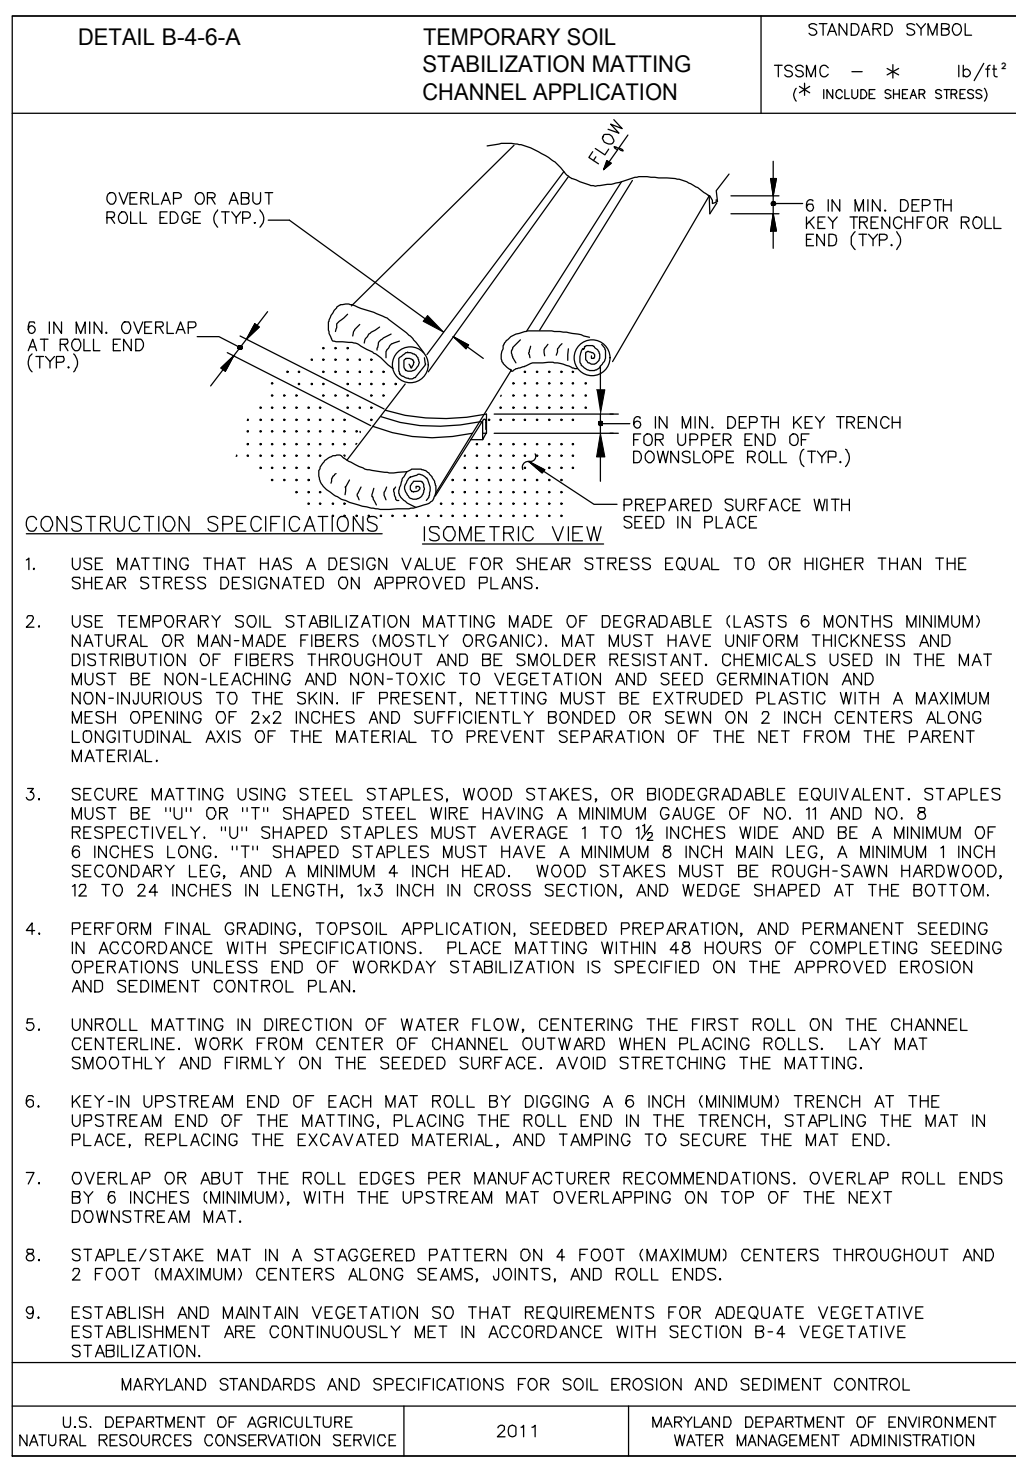 DETAIL B-4-6-A
TEMPORARY SOIL
STABILIZATION MATTING
CHANNEL APPLICATION
STANDARD SYMBOL
TSSMC – * lb/ft²
(* INCLUDE SHEAR STRESS)
FLOW
OVERLAP OR ABUT
ROLL EDGE (TYP.)
6 IN MIN. DEPTH
KEY TRENCHFOR ROLL
END (TYP.)
6 IN MIN. OVERLAP
AT ROLL END
(TYP.)
6 IN MIN. DEPTH KEY TRENCH
FOR UPPER END OF
DOWNSLOPE ROLL (TYP.)
PREPARED SURFACE WITH
SEED IN PLACE
CONSTRUCTION SPECIFICATIONS
ISOMETRIC VIEW
1. USE MATTING THAT HAS A DESIGN VALUE FOR SHEAR STRESS EQUAL TO OR HIGHER THAN THE
SHEAR STRESS DESIGNATED ON APPROVED PLANS.
2. USE TEMPORARY SOIL STABILIZATION MATTING MADE OF DEGRADABLE (LASTS 6 MONTHS MINIMUM)
NATURAL OR MAN-MADE FIBERS (MOSTLY ORGANIC). MAT MUST HAVE UNIFORM THICKNESS AND
DISTRIBUTION OF FIBERS THROUGHOUT AND BE SMOLDER RESISTANT. CHEMICALS USED IN THE MAT
MUST BE NON-LEACHING AND NON-TOXIC TO VEGETATION AND SEED GERMINATION AND
NON-INJURIOUS TO THE SKIN. IF PRESENT, NETTING MUST BE EXTRUDED PLASTIC WITH A MAXIMUM
MESH OPENING OF 2x2 INCHES AND SUFFICIENTLY BONDED OR SEWN ON 2 INCH CENTERS ALONG
LONGITUDINAL AXIS OF THE MATERIAL TO PREVENT SEPARATION OF THE NET FROM THE PARENT
MATERIAL.
3. SECURE MATTING USING STEEL STAPLES, WOOD STAKES, OR BIODEGRADABLE EQUIVALENT. STAPLES
MUST BE "U" OR "T" SHAPED STEEL WIRE HAVING A MINIMUM GAUGE OF NO. 11 AND NO. 8
RESPECTIVELY. "U" SHAPED STAPLES MUST AVERAGE 1 TO 1½ INCHES WIDE AND BE A MINIMUM OF
6 INCHES LONG. "T" SHAPED STAPLES MUST HAVE A MINIMUM 8 INCH MAIN LEG, A MINIMUM 1 INCH
SECONDARY LEG, AND A MINIMUM 4 INCH HEAD. WOOD STAKES MUST BE ROUGH-SAWN HARDWOOD,
12 TO 24 INCHES IN LENGTH, 1x3 INCH IN CROSS SECTION, AND WEDGE SHAPED AT THE BOTTOM.
4. PERFORM FINAL GRADING, TOPSOIL APPLICATION, SEEDBED PREPARATION, AND PERMANENT SEEDING
IN ACCORDANCE WITH SPECIFICATIONS. PLACE MATTING WITHIN 48 HOURS OF COMPLETING SEEDING
OPERATIONS UNLESS END OF WORKDAY STABILIZATION IS SPECIFIED ON THE APPROVED EROSION
AND SEDIMENT CONTROL PLAN.
5. UNROLL MATTING IN DIRECTION OF WATER FLOW, CENTERING THE FIRST ROLL ON THE CHANNEL
CENTERLINE. WORK FROM CENTER OF CHANNEL OUTWARD WHEN PLACING ROLLS. LAY MAT
SMOOTHLY AND FIRMLY ON THE SEEDED SURFACE. AVOID STRETCHING THE MATTING.
6. KEY-IN UPSTREAM END OF EACH MAT ROLL BY DIGGING A 6 INCH (MINIMUM) TRENCH AT THE
UPSTREAM END OF THE MATTING, PLACING THE ROLL END IN THE TRENCH, STAPLING THE MAT IN
PLACE, REPLACING THE EXCAVATED MATERIAL, AND TAMPING TO SECURE THE MAT END.
7. OVERLAP OR ABUT THE ROLL EDGES PER MANUFACTURER RECOMMENDATIONS. OVERLAP ROLL ENDS
BY 6 INCHES (MINIMUM), WITH THE UPSTREAM MAT OVERLAPPING ON TOP OF THE NEXT
DOWNSTREAM MAT.
8. STAPLE/STAKE MAT IN A STAGGERED PATTERN ON 4 FOOT (MAXIMUM) CENTERS THROUGHOUT AND
2 FOOT (MAXIMUM) CENTERS ALONG SEAMS, JOINTS, AND ROLL ENDS.
9. ESTABLISH AND MAINTAIN VEGETATION SO THAT REQUIREMENTS FOR ADEQUATE VEGETATIVE
ESTABLISHMENT ARE CONTINUOUSLY MET IN ACCORDANCE WITH SECTION B-4 VEGETATIVE
STABILIZATION.
MARYLAND STANDARDS AND SPECIFICATIONS FOR SOIL EROSION AND SEDIMENT CONTROL
U.S. DEPARTMENT OF AGRICULTURE
NATURAL RESOURCES CONSERVATION SERVICE
2011
MARYLAND DEPARTMENT OF ENVIRONMENT
WATER MANAGEMENT ADMINISTRATION